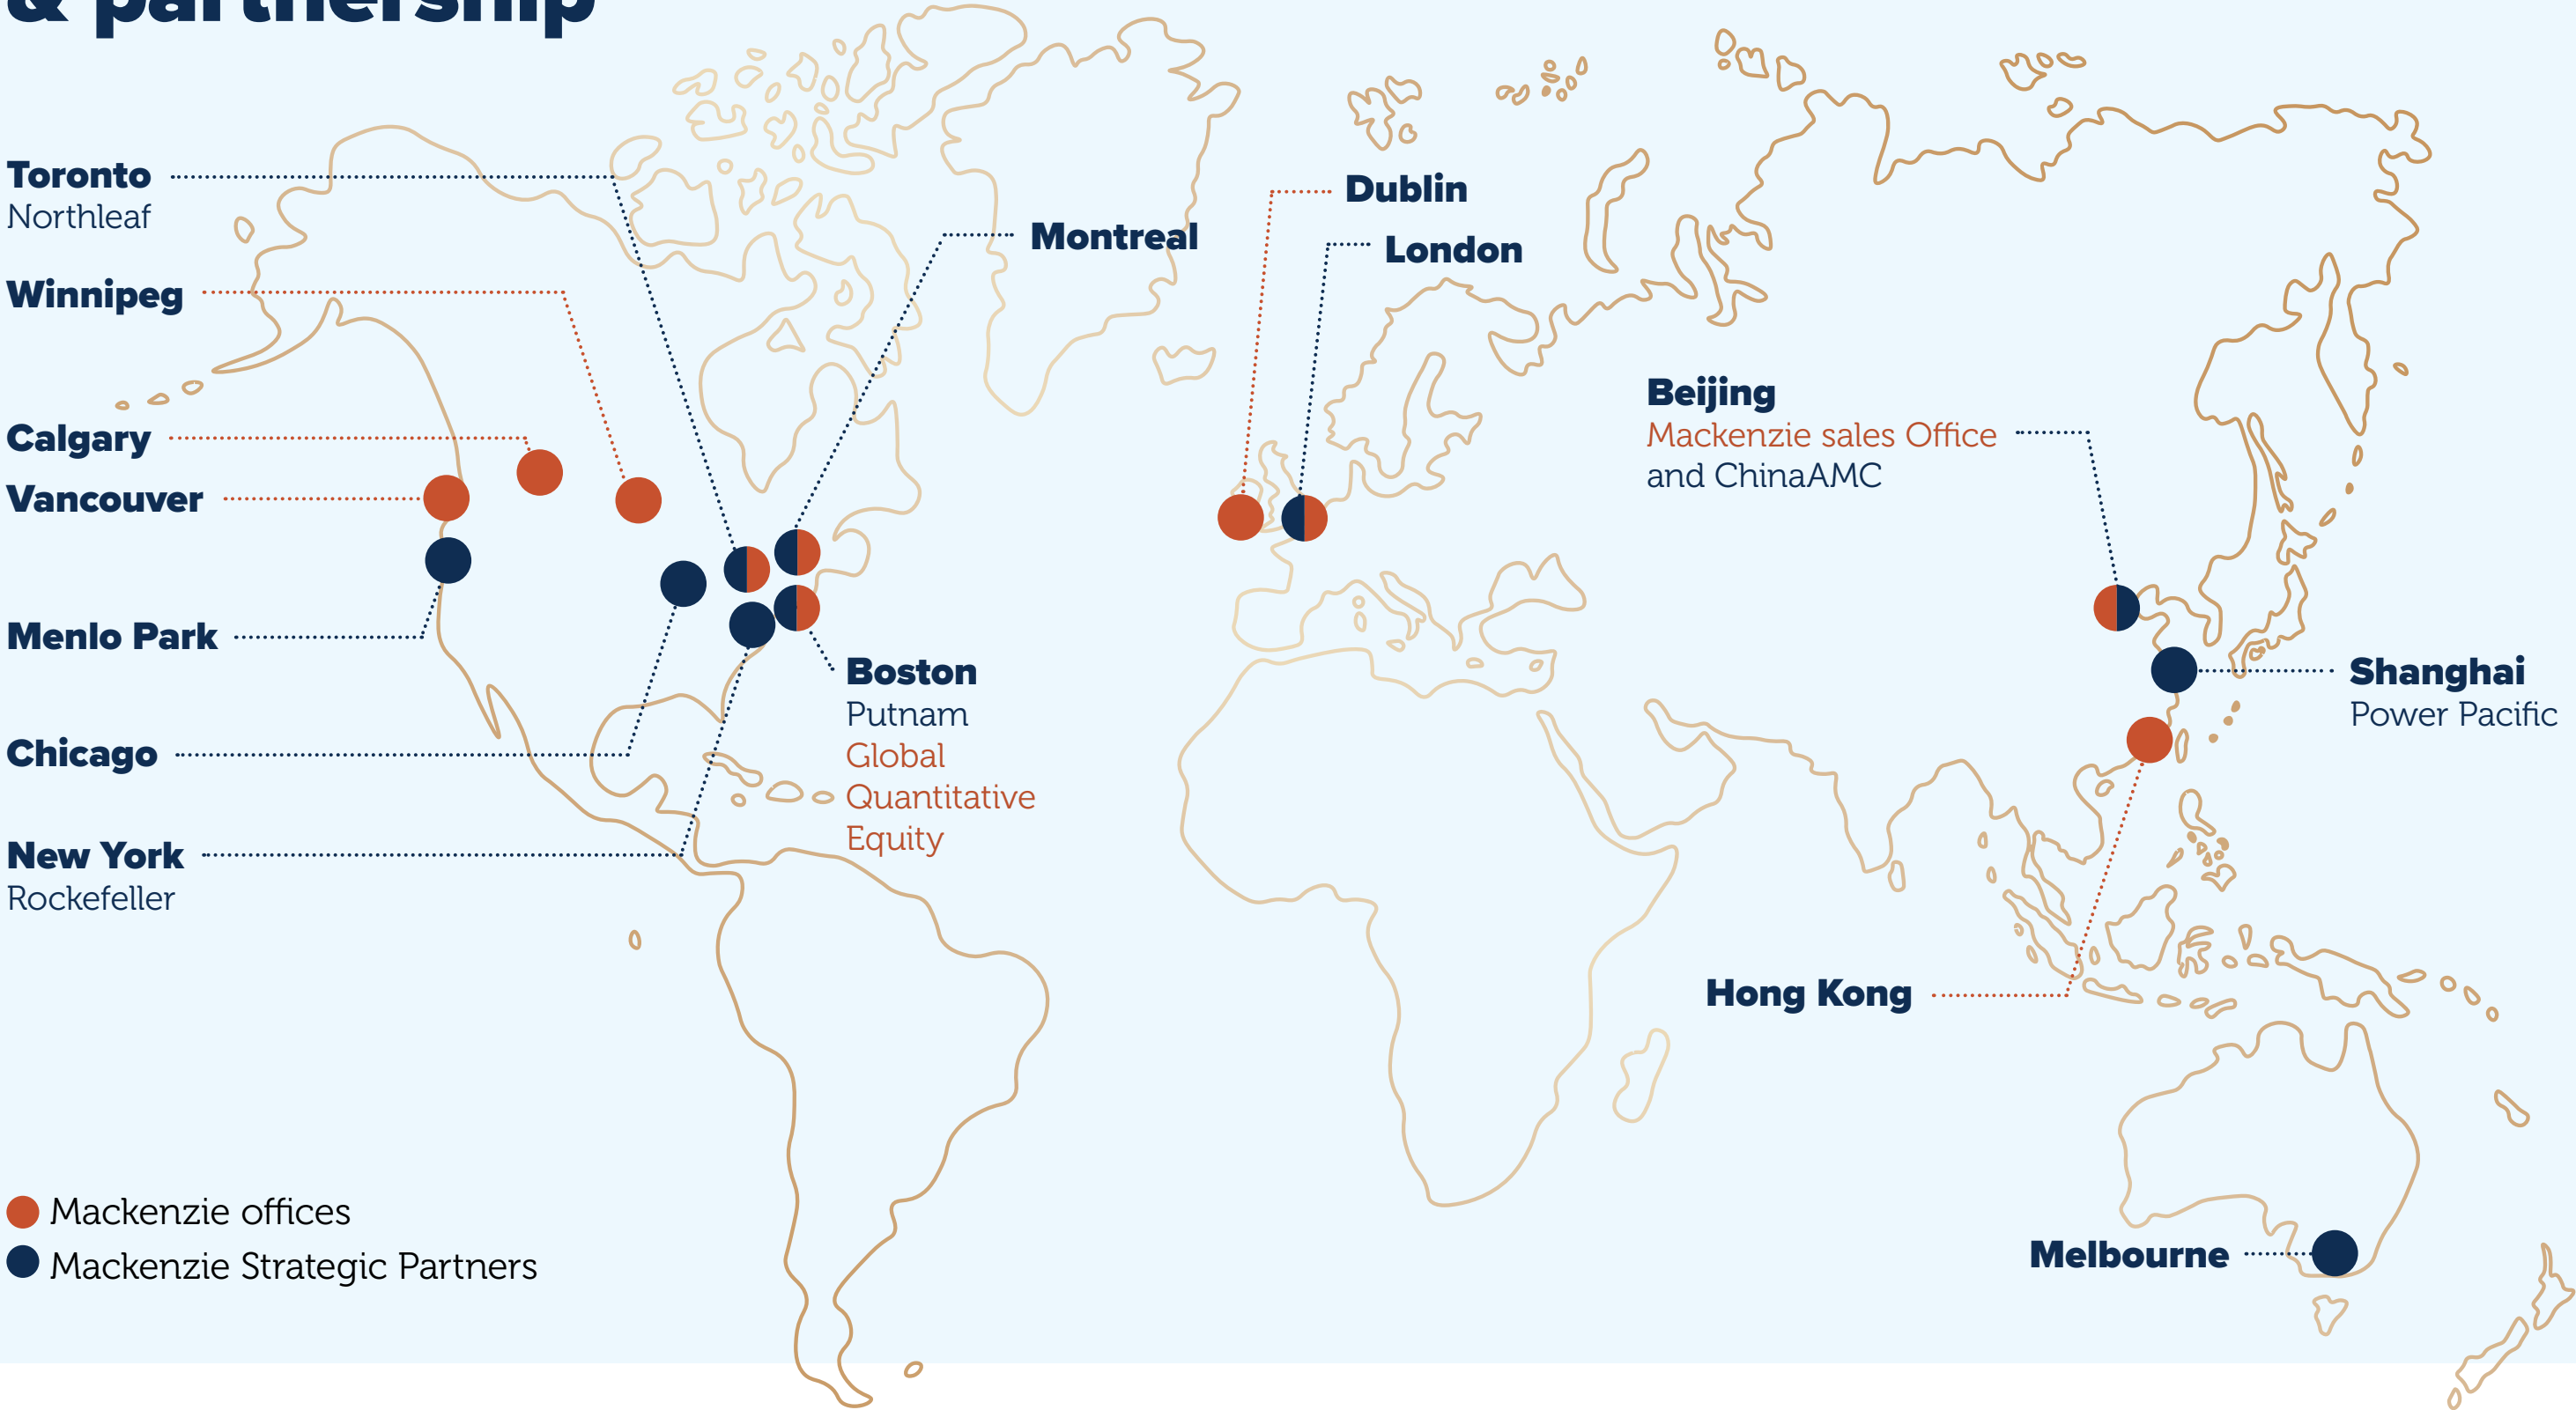 & partnership
Toronto
Northleaf
Winnipeg
Calgary
Vancouver
Menlo Park
Chicago
New York
Rockefeller
Montreal
Boston
Putnam
Global
Quantitative
Equity
Dublin
London
Beijing
Mackenzie sales Office
and ChinaAMC
Shanghai
Power Pacific
Hong Kong
Melbourne
Mackenzie offices
Mackenzie Strategic Partners